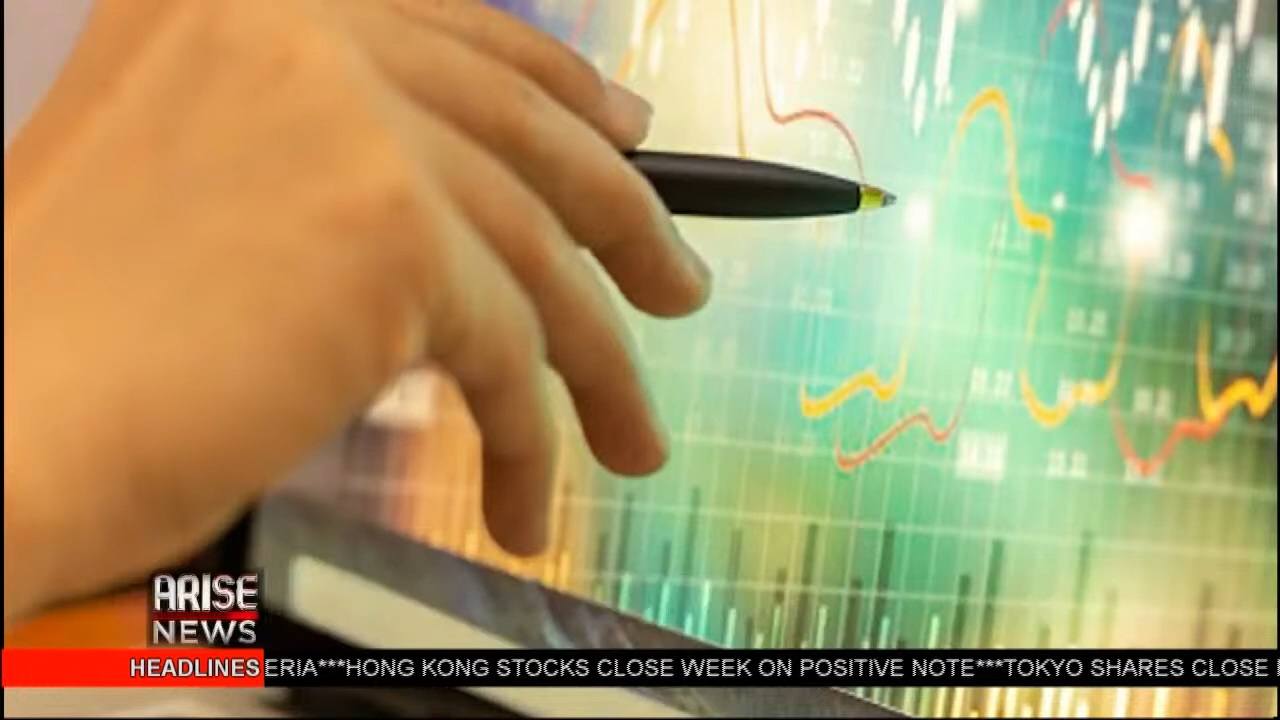 ARISE
NEWS
HEADLINES
ERIA***HONG KONG STOCKS CLOSE WEEK ON POSITIVE NOTE***TOKYO SHARES CLOSE